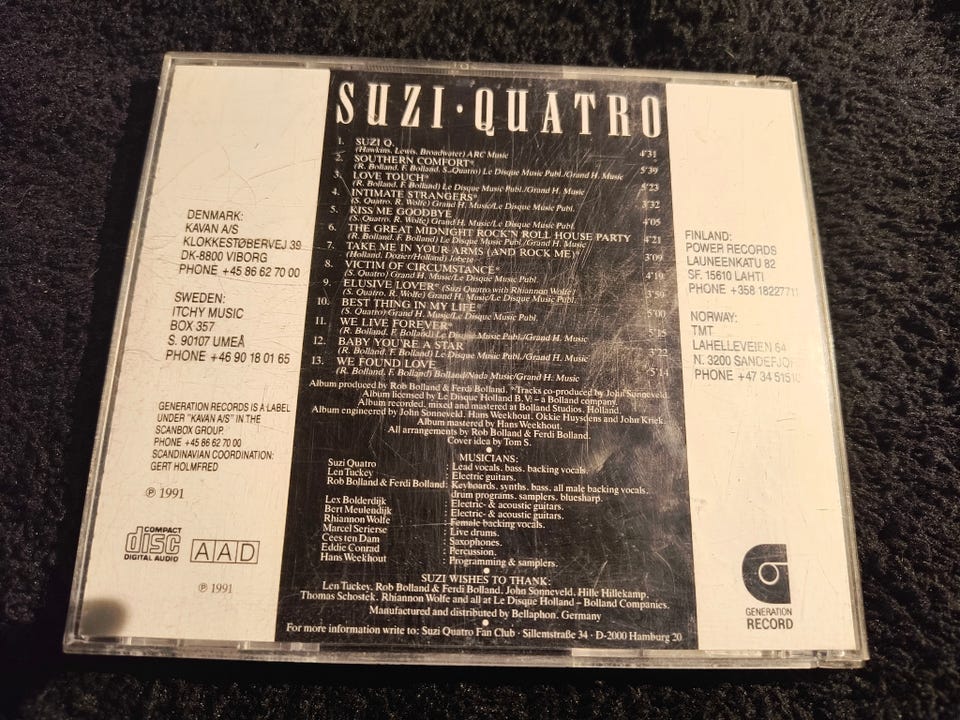 SUZI·QUATRO
1. SUZI Q. 4'31
(Hawkins, Lewis, Broadwater) ARC Music
2. SOUTHERN COMFORT* 5'39
(R. Bolland, F. Bolland, S. Quatro) Le Disque Music Publ./Grand H. Music
3. LOVE TOUCH* 5'23
(R. Bolland, F. Bolland) Le Disque Music Publ./Grand H. Music
4. INTIMATE STRANGERS* 3'32
(S. Quatro, R. Wolfe) Grand H. Music/Le Disque Music Publ.
5. KISS ME GOODBYE 4'05
(S. Quatro, R. Wolfe) Grand H. Music/Le Disque Music Publ.
6. THE GREAT MIDNIGHT ROCK'N ROLL HOUSE PARTY 4'21
(R. Bolland, F. Bolland) Le Disque Music Publ./Grand H. Music
7. TAKE ME IN YOUR ARMS (AND ROCK ME)* 3'09
(Holland, Dozier/Holland) Jobete
8. VICTIM OF CIRCUMSTANCE* 4'19
(S. Quatro) Grand H. Music/Le Disque Music Publ.
9. ELUSIVE LOVER* (Suzi Quatro with Rhiannon Wolfe) 3'59
(S. Quatro, R. Wolfe) Grand H. Music/Le Disque Music Publ.
10. BEST THING IN MY LIFE* 5'00
(S. Quatro) Grand H. Music/Le Disque Music Publ.
11. WE LIVE FOREVER*
(R. Bolland, F. Bolland) Le Disque Music Publ./Grand H. Music
12. BABY YOU'RE A STAR 3'22
(R. Bolland, F. Bolland) Le Disque Music Publ./Grand H. Music
13. WE FOUND LOVE 5'14
(R. Bolland, F. Bolland) Bolland/Nada Music/Grand H. Music
Album produced by Rob Bolland & Ferdi Bolland. *Tracks co-produced by John Sonneveld.
Album licensed by Le Disque Holland B.V. – a Bolland company.
Album recorded, mixed and mastered at Bolland Studios, Holland.
Album engineered by John Sonneveld, Hans Weekhout, Okkie Huysdens and John Kriek.
Album mastered by Hans Weekhout.
All arrangements by Rob Bolland & Ferdi Bolland.
Cover idea by Tom S.
MUSICIANS:
Suzi Quatro : Lead vocals, bass, backing vocals.
Len Tuckey : Electric guitars.
Rob Bolland & Ferdi Bolland : Keyboards, synths, bass, all male backing vocals,
drum programs, samplers, bluesharp.
Lex Bolderdijk : Electric- & acoustic guitars.
Bert Meulendijk : Electric- & acoustic guitars.
Rhiannon Wolfe : Female backing vocals.
Marcel Serierse : Live drums.
Cees ten Dam : Saxophones.
Eddie Conrad : Percussion.
Hans Weekhout : Programming & samplers.
SUZI WISHES TO THANK:
Len Tuckey, Rob Bolland & Ferdi Bolland, John Sonneveld, Hille Hillekamp,
Thomas Schostek, Rhiannon Wolfe and all at Le Disque Holland – Bolland Companies.
Manufactured and distributed by Bellaphon, Germany
For more information write to: Suzi Quatro Fan Club · Sillemstraße 34 · D-2000 Hamburg 20
DENMARK:
KAVAN A/S
KLOKKESTØBERVEJ 39
DK-8800 VIBORG
PHONE +45 86 62 70 00
SWEDEN:
ITCHY MUSIC
BOX 357
S. 90107 UMEÅ
PHONE +46 90 18 01 65
GENERATION RECORDS IS A LABEL
UNDER "KAVAN A/S" IN THE
SCANBOX GROUP.
PHONE +45 86 62 70 00
SCANDINAVIAN COORDINATION:
GERT HOLMFRED
℗ 1991
COMPACT
disc
DIGITAL AUDIO
AAD
℗ 1991
FINLAND:
POWER RECORDS
LAUNEENKATU 82
SF. 15610 LAHTI
PHONE +358
NORWAY:
TMT
LAHELLEVEIEN 64
N. 3200
PHONE +47 34
GENERATION
RECORD